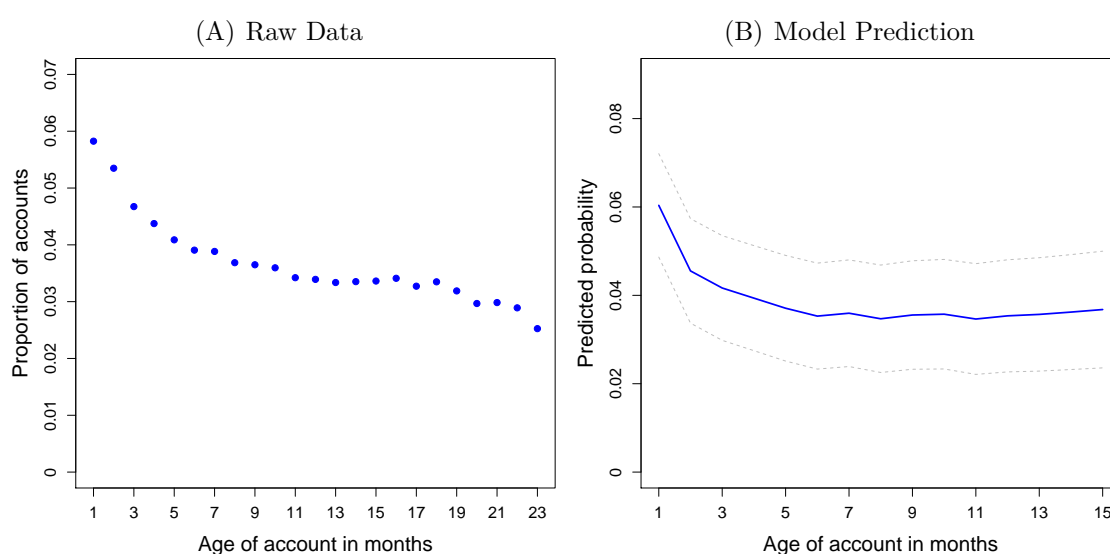 (A) Raw Data
Proportion of accounts
0.07
0.06
0.05
0.04
0.03
0.02
0.01
0
1 3 5 7 9 11 13 15 17 19 21 23
Age of account in months
(B) Model Prediction
Predicted probability
0.08
0.06
0.04
0.02
0
1 3 5 7 9 11 13 15
Age of account in months